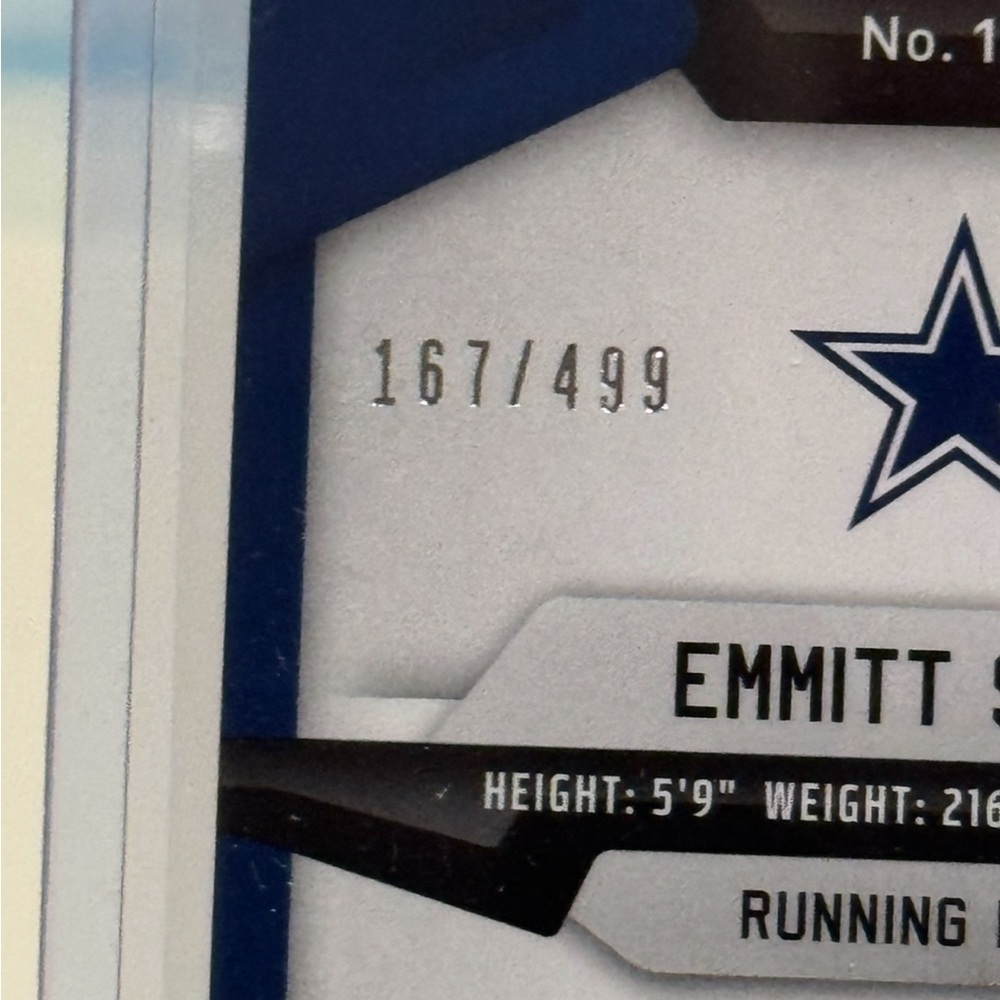 No. 1
167/499
EMMITT S
HEIGHT: 5'9" WEIGHT: 216
RUNNING